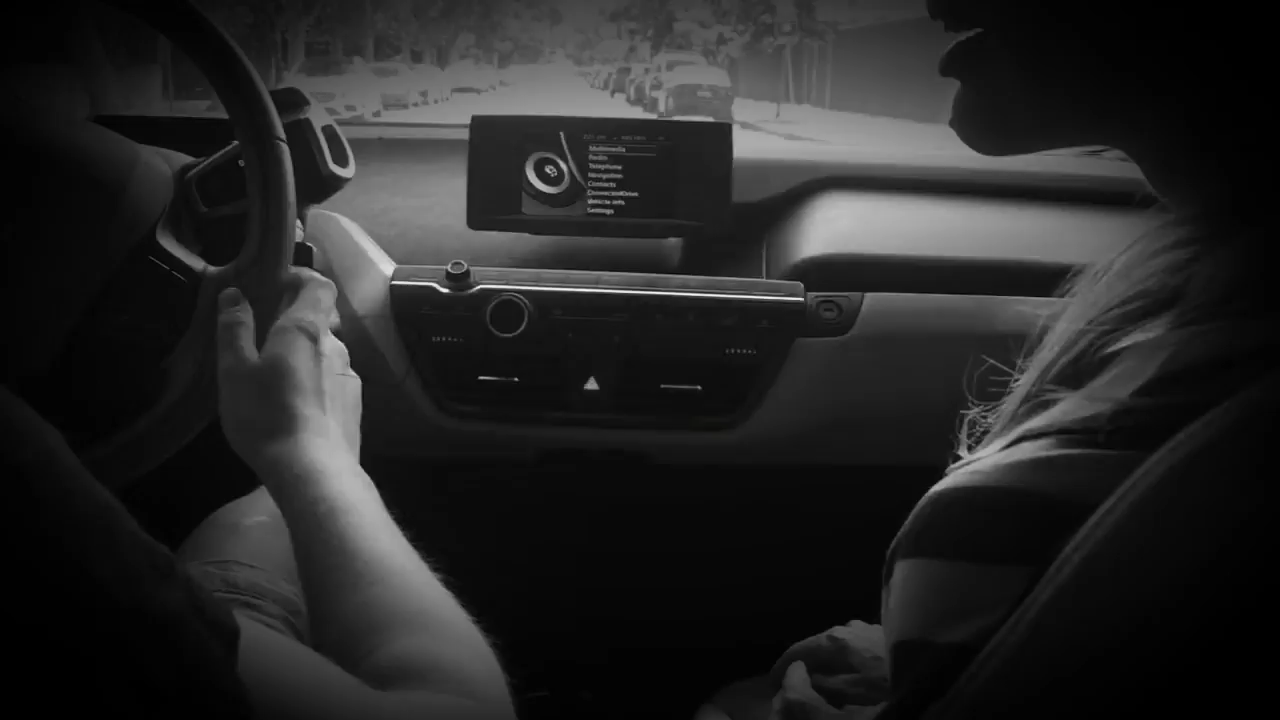 Multimedia
Radio
Telephone
Navigation
Contacts
ConnectedDrive
Vehicle info
Settings